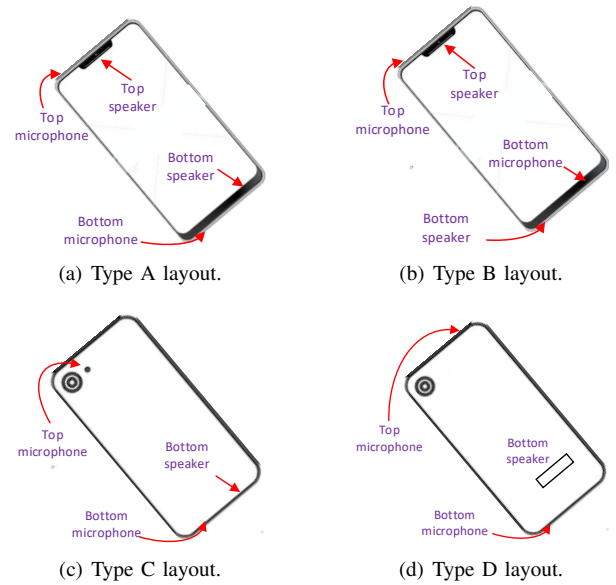 Top
speaker
Top
microphone
Bottom
speaker
Bottom
microphone
(a) Type A layout.
Top
speaker
Top
microphone
Bottom
microphone
Bottom
speaker
(b) Type B layout.
Top
microphone
Bottom
speaker
Bottom
microphone
(c) Type C layout.
Top
microphone
Bottom
speaker
Bottom
microphone
(d) Type D layout.